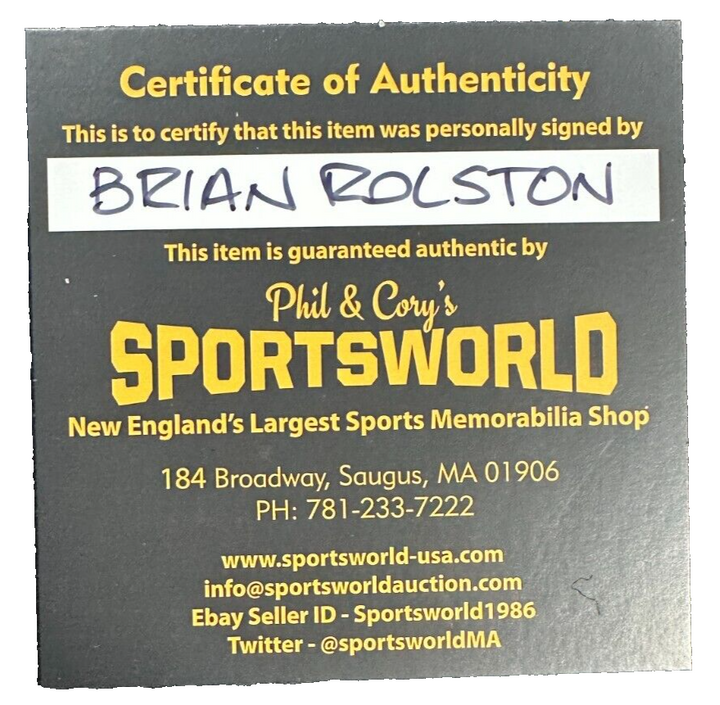 Certificate of Authenticity
This is to certify that this item was personally signed by
BRIAN ROLSTON
This item is guaranteed authentic by
Phil & Cory's
SPORTSWORLD
New England's Largest Sports Memorabilia Shop
184 Broadway, Saugus, MA 01906
PH: 781-233-7222
www.sportsworld-usa.com
info@sportsworldauction.com
Ebay Seller ID - Sportsworld1986
Twitter - @sportsworldMA